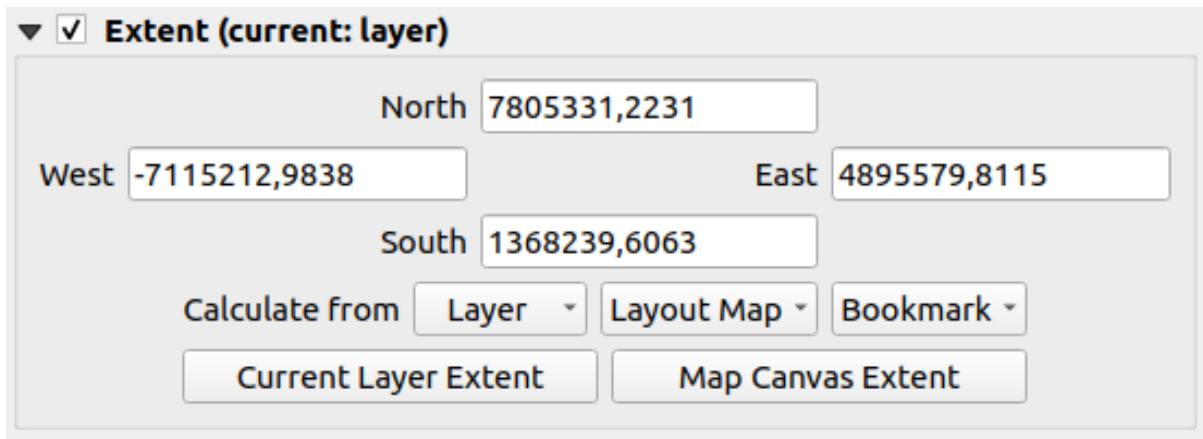 Extent (current: layer)
North 7805331,2231
West -7115212,9838 East 4895579,8115
South 1368239,6063
Calculate from Layer Layout Map Bookmark
Current Layer Extent Map Canvas Extent